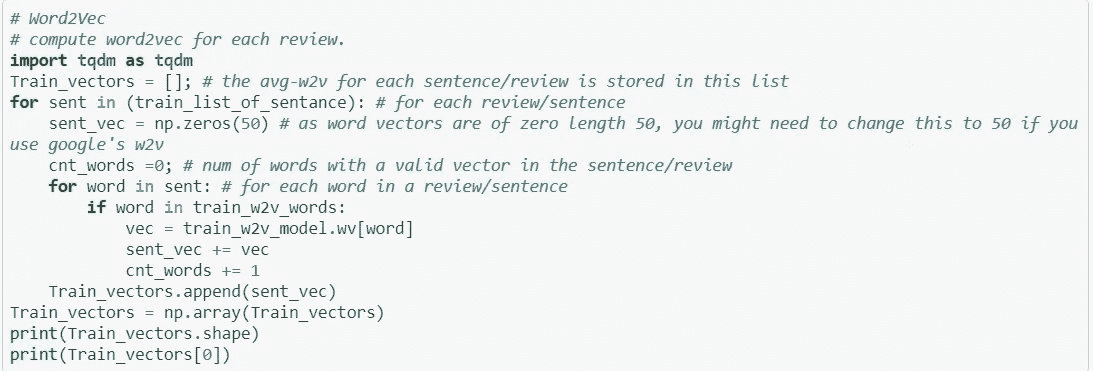 # Word2Vec
# compute word2vec for each review.
import tqdm as tqdm
Train_vectors = []; # the avg-w2v for each sentence/review is stored in this list
for sent in (train_list_of_sentance): # for each review/sentence
    sent_vec = np.zeros(50) # as word vectors are of zero length 50, you might need to change this to 50 if you
use google's w2v
    cnt_words =0; # num of words with a valid vector in the sentence/review
    for word in sent: # for each word in a review/sentence
        if word in train_w2v_words:
            vec = train_w2v_model.wv[word]
            sent_vec += vec
            cnt_words += 1
    Train_vectors.append(sent_vec)
Train_vectors = np.array(Train_vectors)
print(Train_vectors.shape)
print(Train_vectors[0])